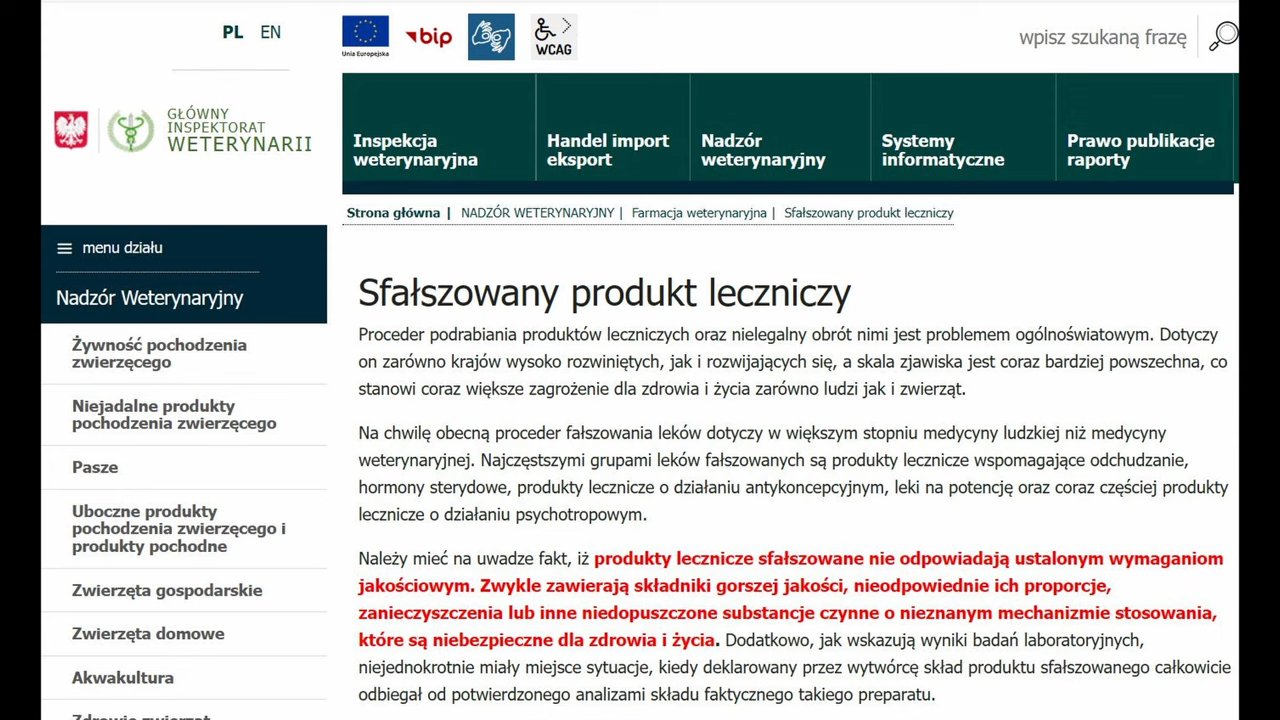 PL EN
Unia Europejska
bip
WCAG
wpisz szukaną frazę
GŁÓWNY
INSPEKTORAT
WETERYNARII
Inspekcja
weterynaryjna
Handel import
eksport
Nadzór
weterynaryjny
Systemy
informatyczne
Prawo publikacje
raporty
Strona główna | NADZÓR WETERYNARYJNY | Farmacja weterynaryjna | Sfałszowany produkt leczniczy
menu działu
Nadzór Weterynaryjny
Żywność pochodzenia
zwierzęcego
Niejadalne produkty
pochodzenia zwierzęcego
Pasze
Uboczne produkty
pochodzenia zwierzęcego i
produkty pochodne
Zwierzęta gospodarskie
Zwierzęta domowe
Akwakultura
Zdrowie zwierząt
Sfałszowany produkt leczniczy
Proceder podrabiania produktów leczniczych oraz nielegalny obrót nimi jest problemem ogólnoświatowym. Dotyczy
on zarówno krajów wysoko rozwiniętych, jak i rozwijających się, a skala zjawiska jest coraz bardziej powszechna, co
stanowi coraz większe zagrożenie dla zdrowia i życia zarówno ludzi jak i zwierząt.
Na chwilę obecną proceder fałszowania leków dotyczy w większym stopniu medycyny ludzkiej niż medycyny
weterynaryjnej. Najczęstszymi grupami leków fałszowanych są produkty lecznicze wspomagające odchudzanie,
hormony sterydowe, produkty lecznicze o działaniu antykoncepcyjnym, leki na potencję oraz coraz częściej produkty
lecznicze o działaniu psychotropowym.
Należy mieć na uwadze fakt, iż produkty lecznicze sfałszowane nie odpowiadają ustalonym wymaganiom
jakościowym. Zwykle zawierają składniki gorszej jakości, nieodpowiednie ich proporcje,
zanieczyszczenia lub inne niedopuszczone substancje czynne o nieznanym mechanizmie stosowania,
które są niebezpieczne dla zdrowia i życia. Dodatkowo, jak wskazują wyniki badań laboratoryjnych,
niejednokrotnie miały miejsce sytuacje, kiedy deklarowany przez wytwórcę skład produktu sfałszowanego całkowicie
odbiegał od potwierdzonego analizami składu faktycznego takiego preparatu.